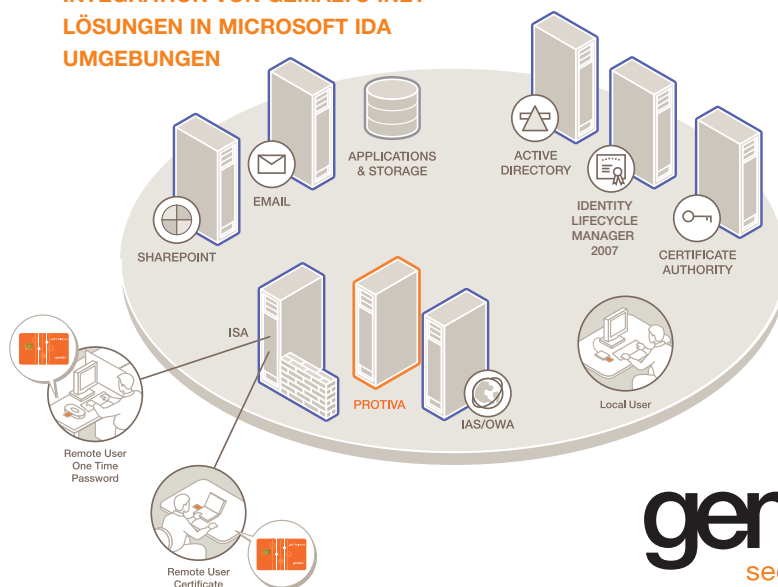 LÖSUNGEN IN MICROSOFT IDA
UMGEBUNGEN
APPLICATIONS
& STORAGE
ACTIVE
DIRECTORY
EMAIL
IDENTITY
LIFECYCLE
MANAGER
2007
SHAREPOINT
CERTIFICATE
AUTHORITY
ISA
PROTIVA
IAS/OWA
Local User
Remote User
One Time
Password
Remote User
Certificate